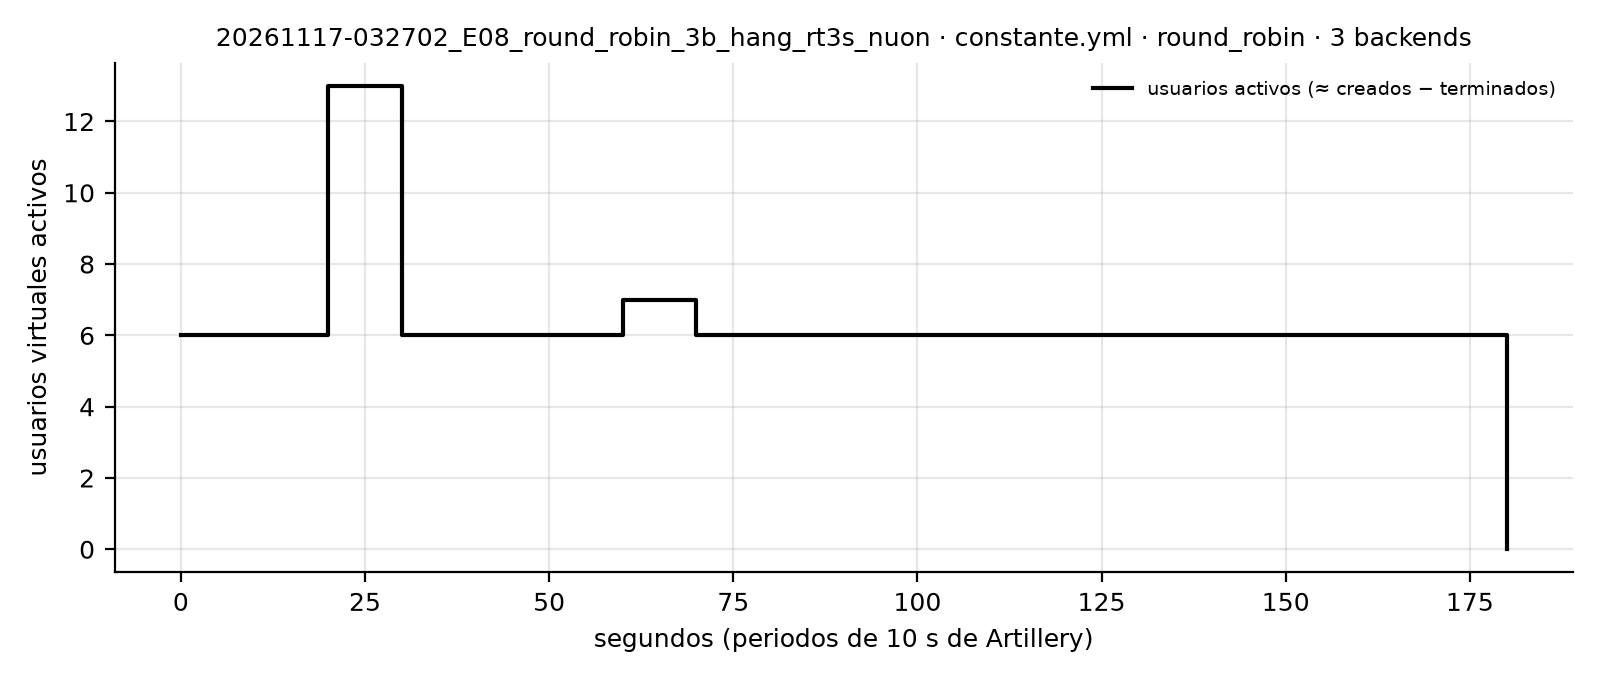 20261117-032702_E08_round_robin_3b_hang_rt3s_nuon · constante.yml · round_robin · 3 backends
usuarios activos (≈ creados − terminados)
usuarios virtuales activos
12
10
8
6
4
2
0
0 25 50 75 100 125 150 175
segundos (periodos de 10 s de Artillery)